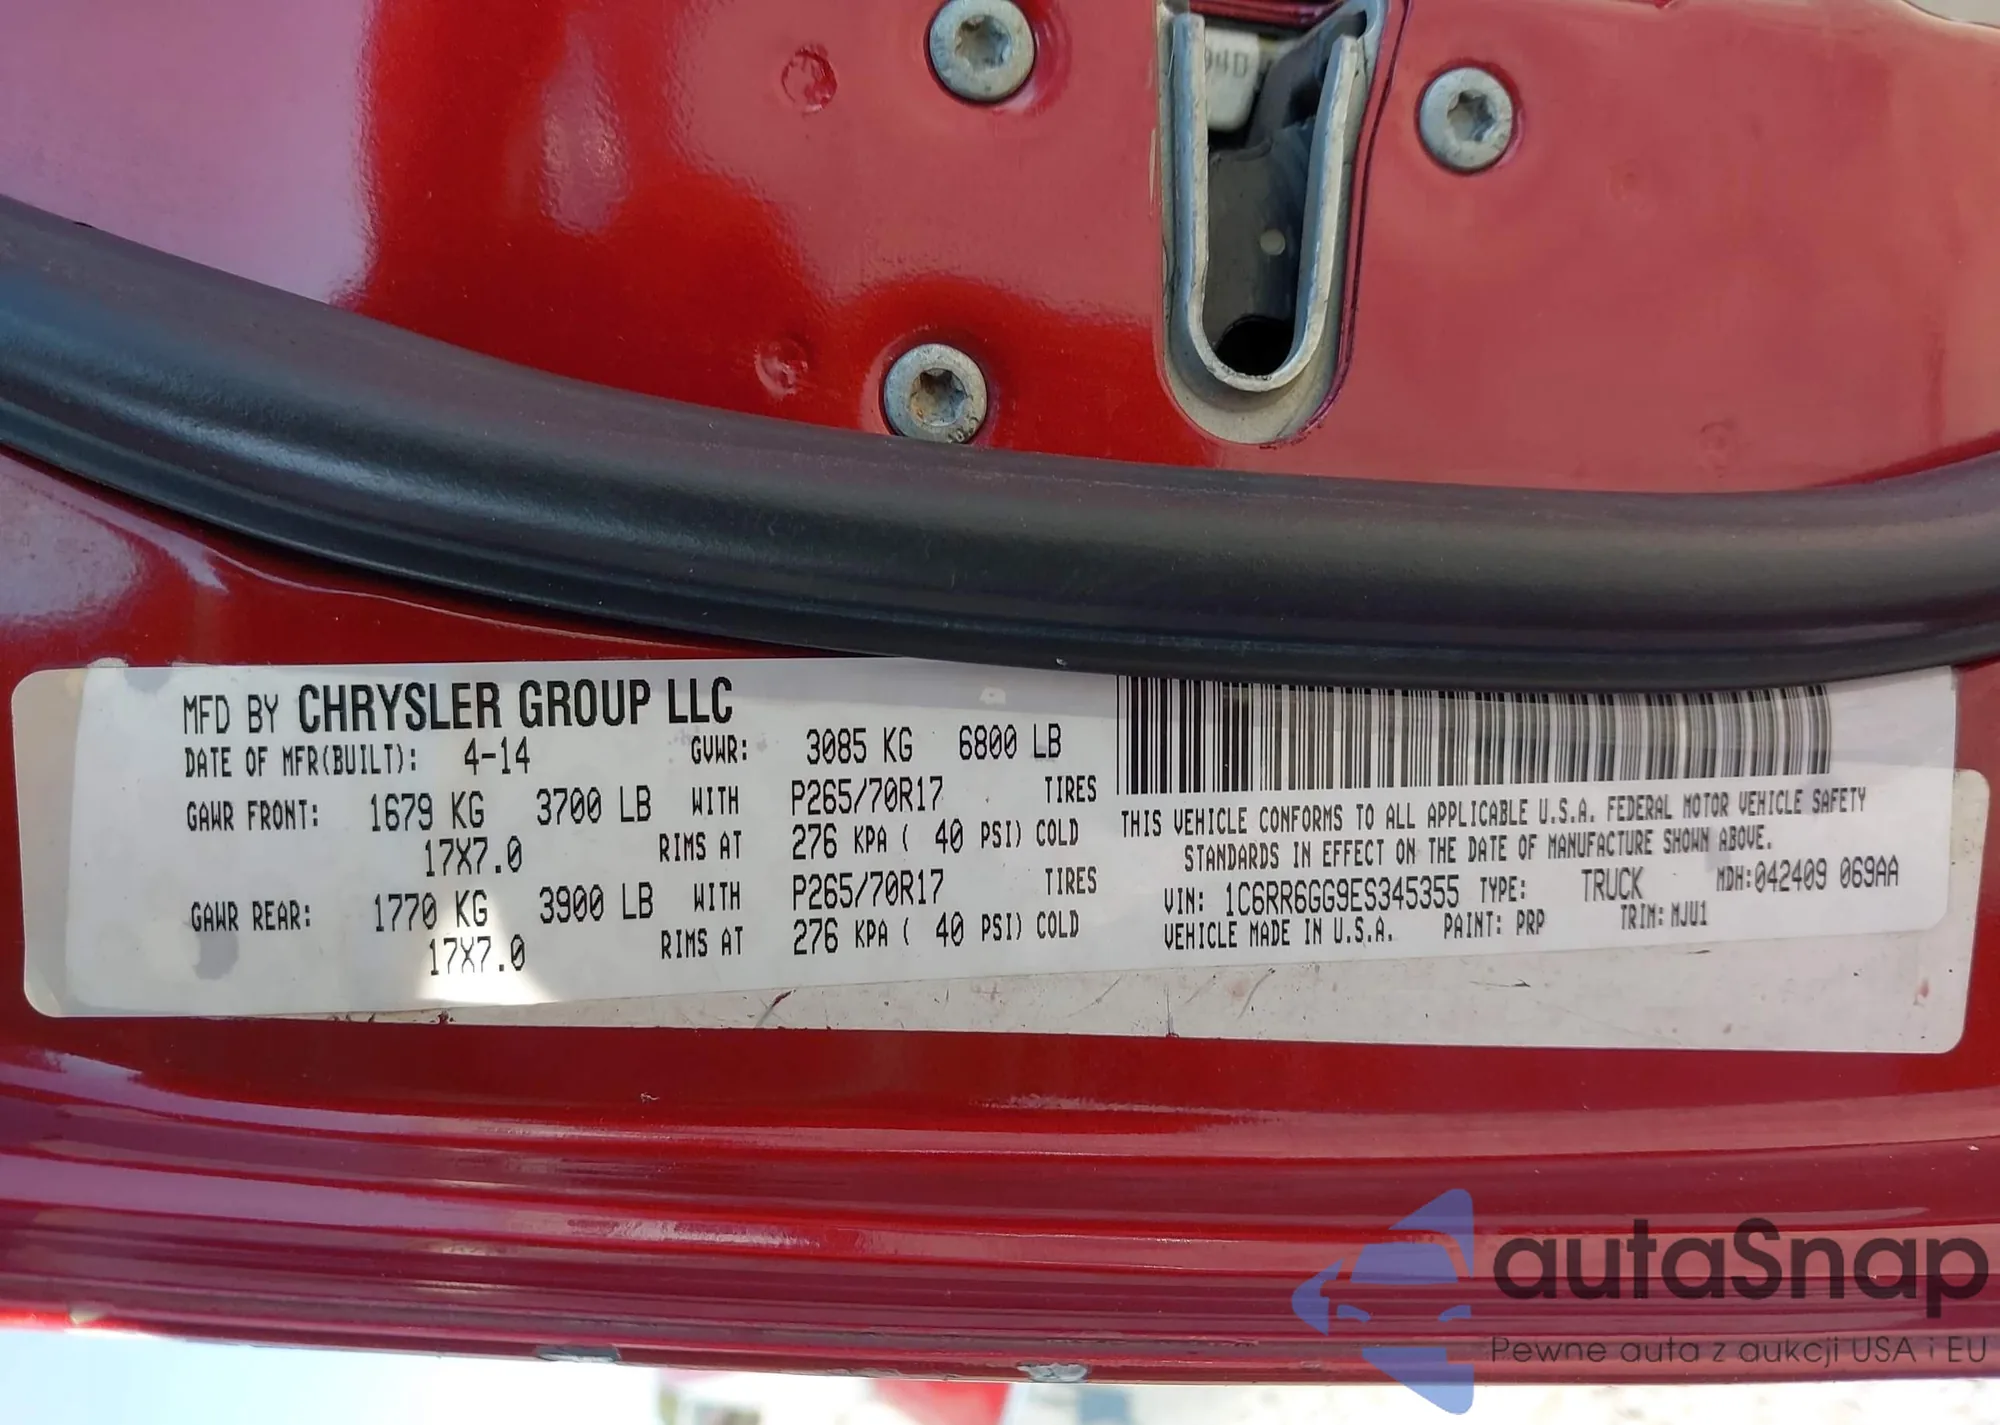 MFD BY CHRYSLER GROUP LLC
DATE OF MFR(BUILT): 4-14 GVWR: 3085 KG 6800 LB
GAWR FRONT: 1679 KG 3700 LB WITH P265/70R17 TIRES
17X7.0 RIMS AT 276 KPA ( 40 PSI) COLD
GAWR REAR: 1770 KG 3900 LB WITH P265/70R17 TIRES
17X7.0 RIMS AT 276 KPA ( 40 PSI) COLD
THIS VEHICLE CONFORMS TO ALL APPLICABLE U.S.A. FEDERAL MOTOR VEHICLE SAFETY
STANDARDS IN EFFECT ON THE DATE OF MANUFACTURE SHOWN ABOVE.
VIN: 1C6RR6GG9ES345355 TYPE: TRUCK MDH:042409 069AA
VEHICLE MADE IN U.S.A. PAINT: PRP TRIM: MJU1
autaSnap
Pewne auta z aukcji USA i EU